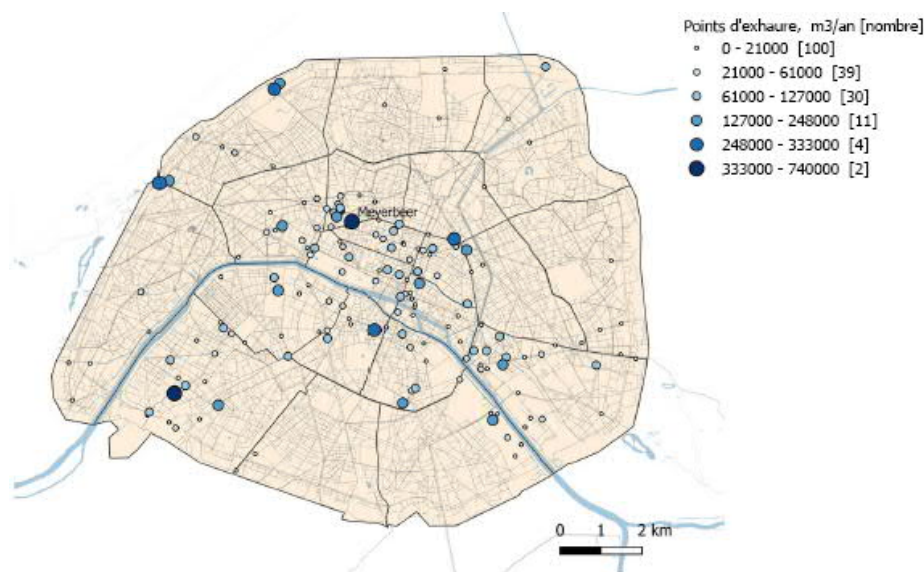 Points d'exhaure, m3/an [nombre]
0 - 21000 [100]
21000 - 61000 [39]
61000 - 127000 [30]
127000 - 248000 [11]
248000 - 333000 [4]
333000 - 740000 [2]
Meyerbeer
0 1 2 km